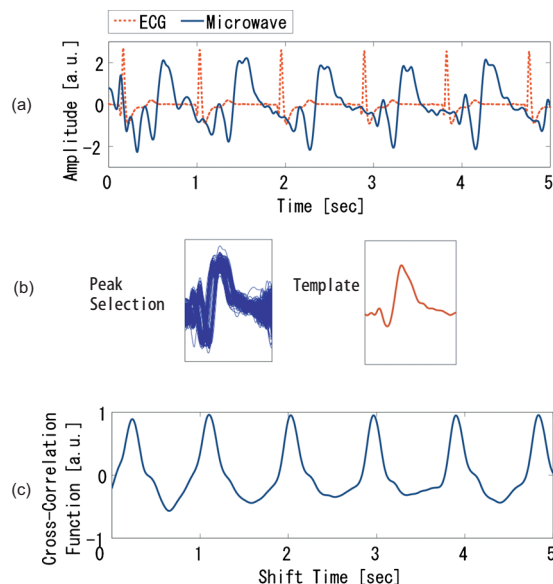 ECG Microwave
(a)
Amplitude [a.u.]
2
0
-2
0 1 2 3 4 5
Time [sec]
(b)
Peak
Selection
Template
(c)
Cross-Correlation
Function [a.u.]
1
0
-1
0 1 2 3 4 5
Shift Time [sec]